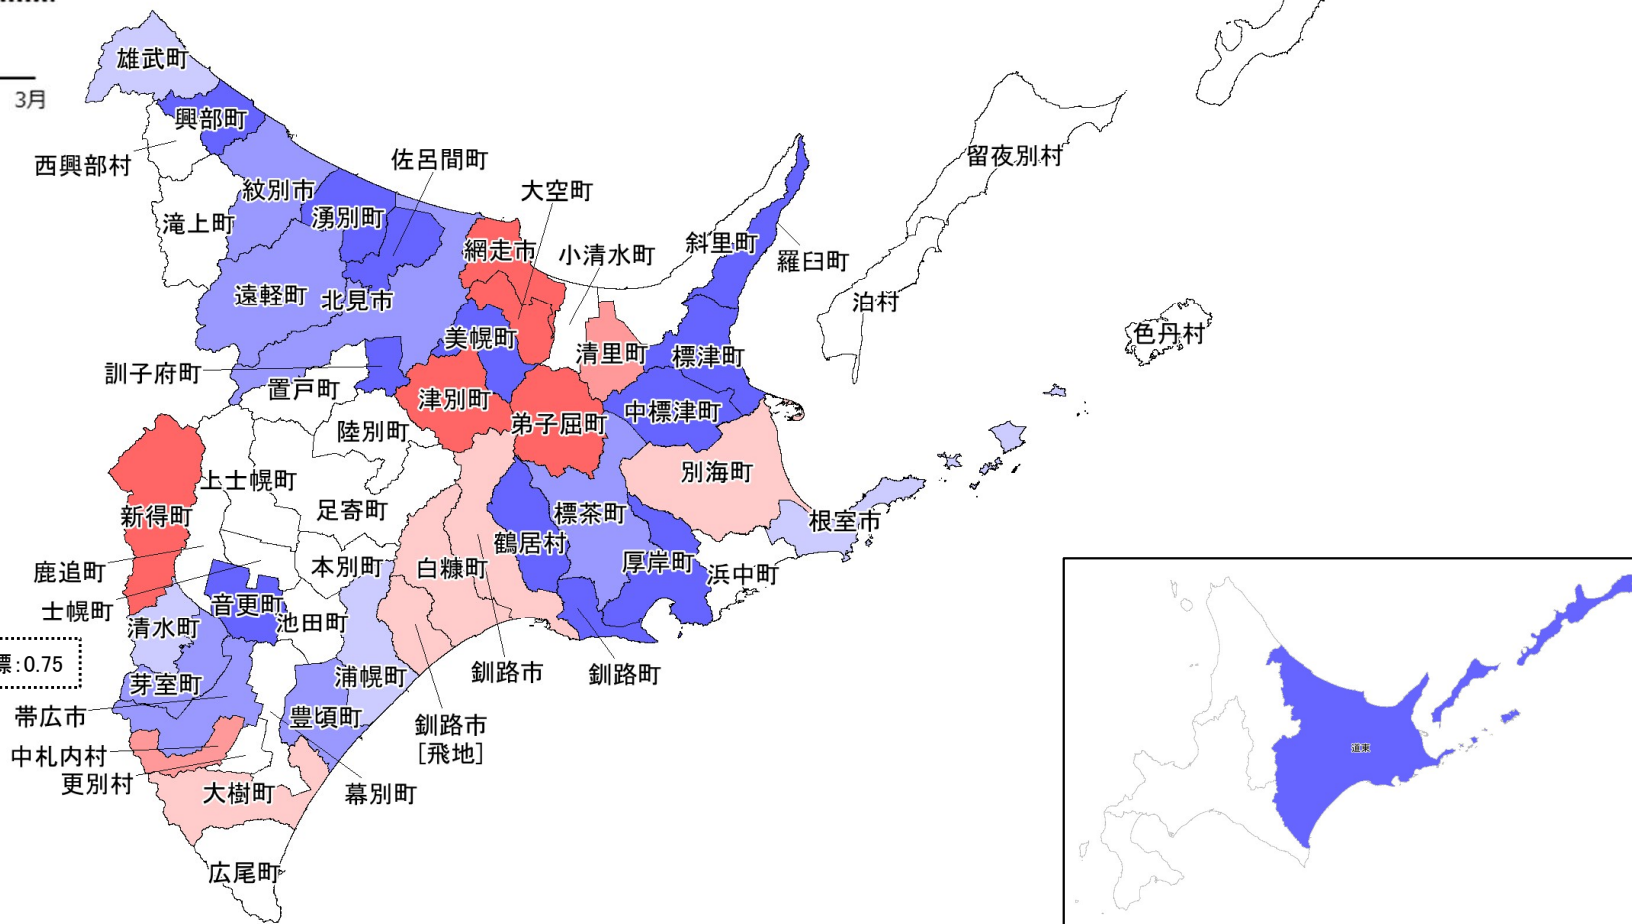 雄武町
3月
興部町
西興部村
佐呂間町
留夜別村
紋別市
大空町
湧別町
滝上町
網走市
小清水町
斜里町
羅臼町
遠軽町
北見市
泊村
色丹村
美幌町
清里町
標津町
訓子府町
置戸町
津別町
中標津町
弟子屈町
陸別町
別海町
上士幌町
足寄町
新得町
標茶町
根室市
鶴居村
鹿追町
本別町
白糠町
厚岸町
浜中町
士幌町
音更町
清水町
池田町
標:0.75
芽室町
浦幌町
釧路市
釧路町
帯広市
豊頃町
釧路市
[飛地]
中札内村
更別村
大樹町
幕別町
広尾町
道東